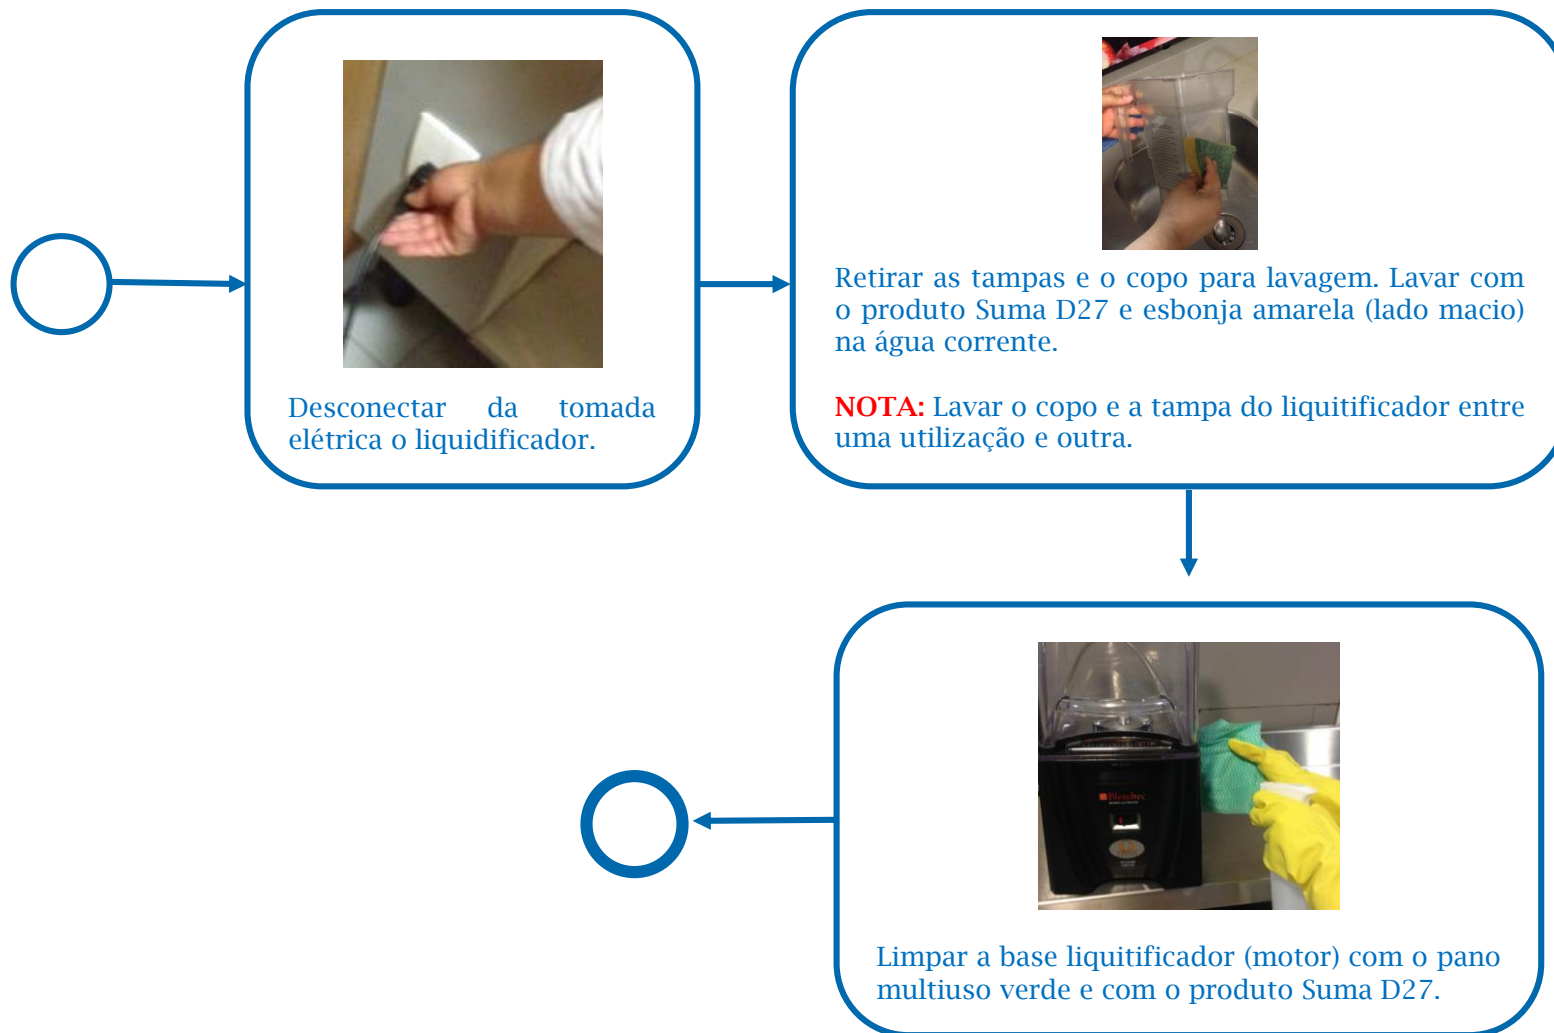 Desconectar da tomada
elétrica o liquidificador.
Retirar as tampas e o copo para lavagem. Lavar com
o produto Suma D27 e esbonja amarela (lado macio)
na água corrente.
NOTA: Lavar o copo e a tampa do liquitificador entre
uma utilização e outra.
Blendtec
Limpar a base liquitificador (motor) com o pano
multiuso verde e com o produto Suma D27.